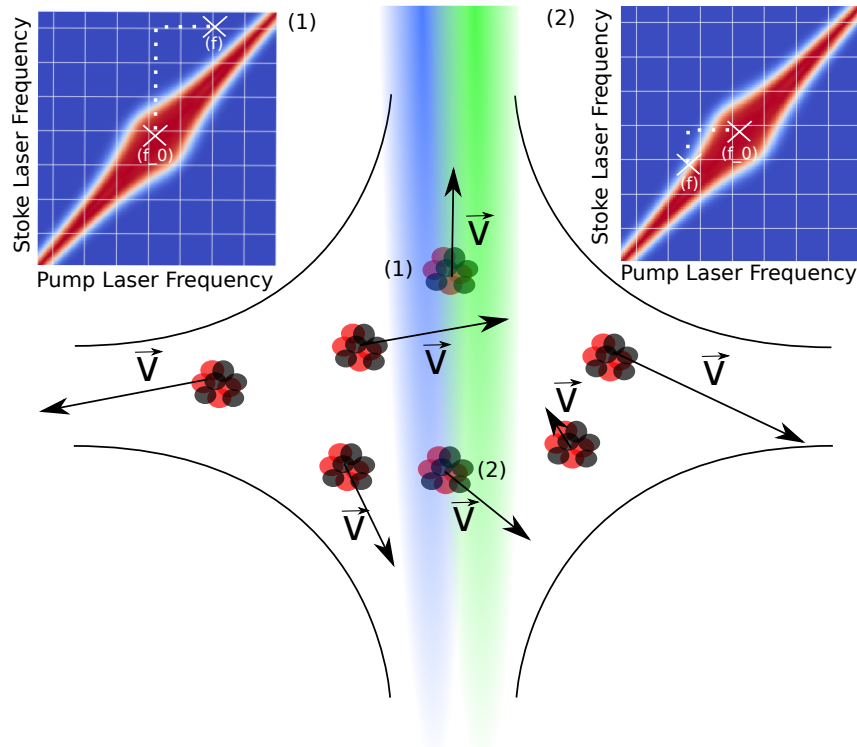 (1)
(2)
Stoke Laser Frequency
(f)
(f_0)
Pump Laser Frequency
Stoke Laser Frequency
(f_0)
(f)
Pump Laser Frequency
V
(1)
V
V
V
V
V
(2)
V